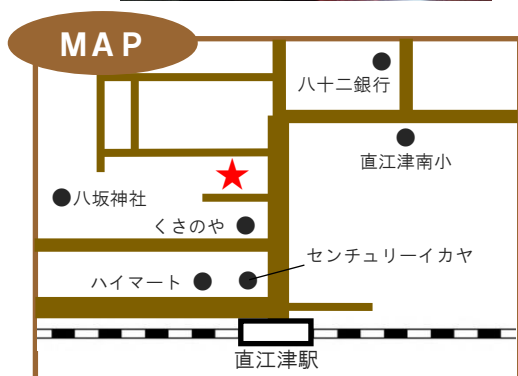 MAP
八十二銀行
直江津南小
八坂神社
くさのや
センチュリーイカヤ
ハイマート
直江津駅